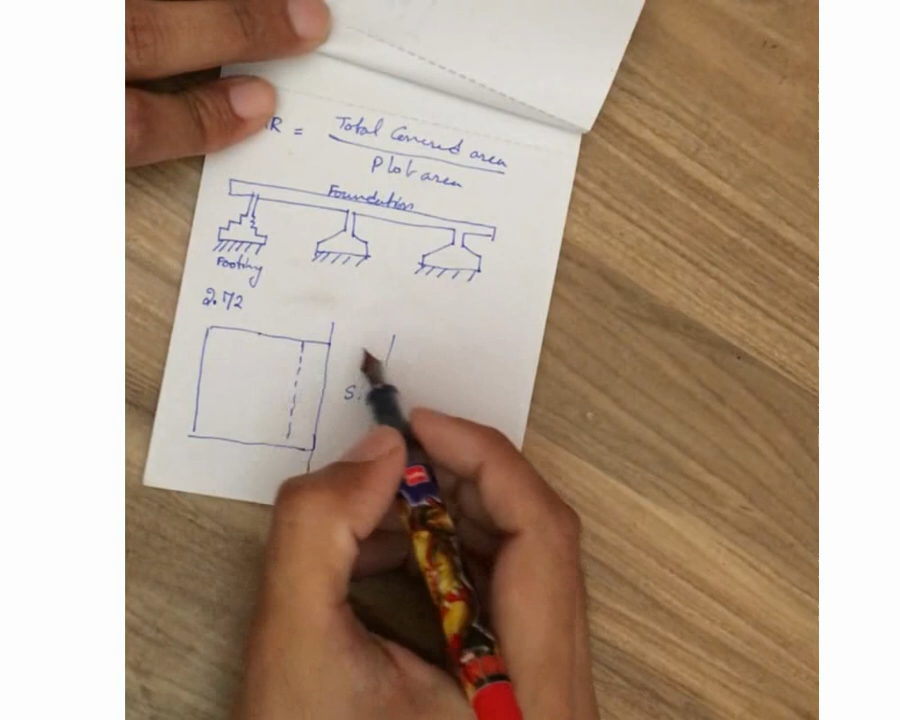 R = Total Covered area
Plot area
Foundation
Footing
2.72
S.